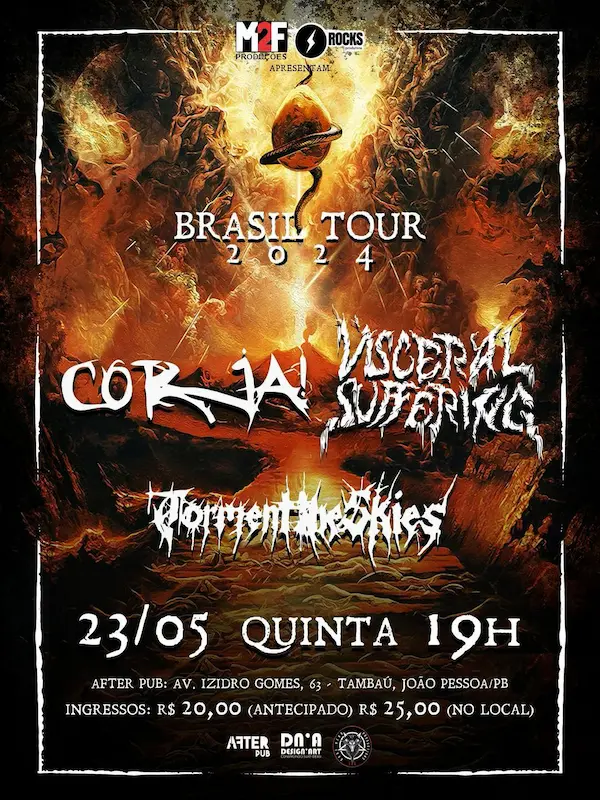 M2F
PRODUÇÕES
ROCKS
APRESENTAM
BRASIL TOUR
2024
CORJA!
VISCERAL
SUFFERING
Torment the Skies
23/05 QUINTA 19H
AFTER PUB: AV. IZIDRO GOMES, 63 - TAMBAÚ, JOÃO PESSOA/PB
INGRESSOS: R$ 20,00 (ANTECIPADO) R$ 25,00 (NO LOCAL)
AFTER
PUB
DN'A
DESIGN'ART